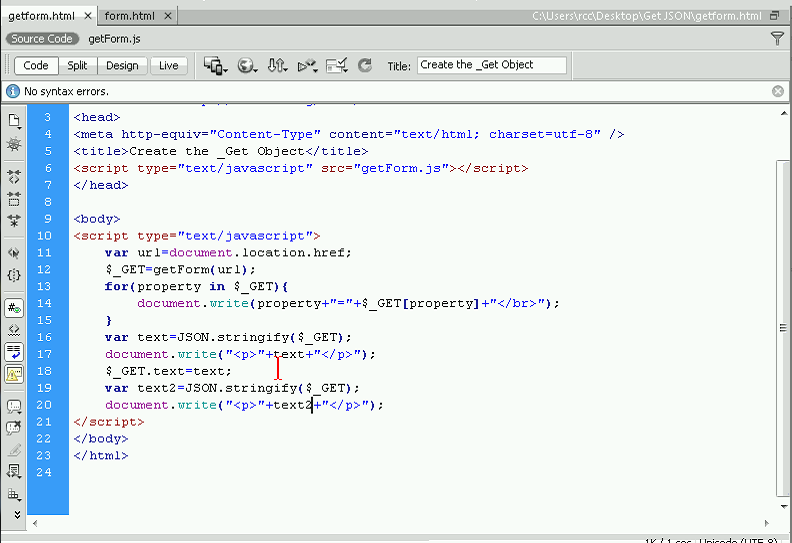 getform.html × form.html × C:\Users\rcc\Desktop\Get JSON\getform.html
Source Code getForm.js
Code Split Design Live Title: Create the _Get Object
No syntax errors.
3 <head>
4 <meta http-equiv="Content-Type" content="text/html; charset=utf-8" />
5 <title>Create the _Get Object</title>
6 <script type="text/javascript" src="getForm.js"></script>
7 </head>
8
9 <body>
10 <script type="text/javascript">
11 var url=document.location.href;
12 $_GET=getForm(url);
13 for(property in $_GET){
14 document.write(property+"="+$_GET[property]+"</br>");
15 }
16 var text=JSON.stringify($_GET);
17 document.write("<p>"+text+"</p>");
18 $_GET.text=text;
19 var text2=JSON.stringify($_GET);
20 document.write("<p>"+text2+"</p>");
21 </script>
22 </body>
23 </html>
24
1K / 1 sec Unicode (UTF-8)